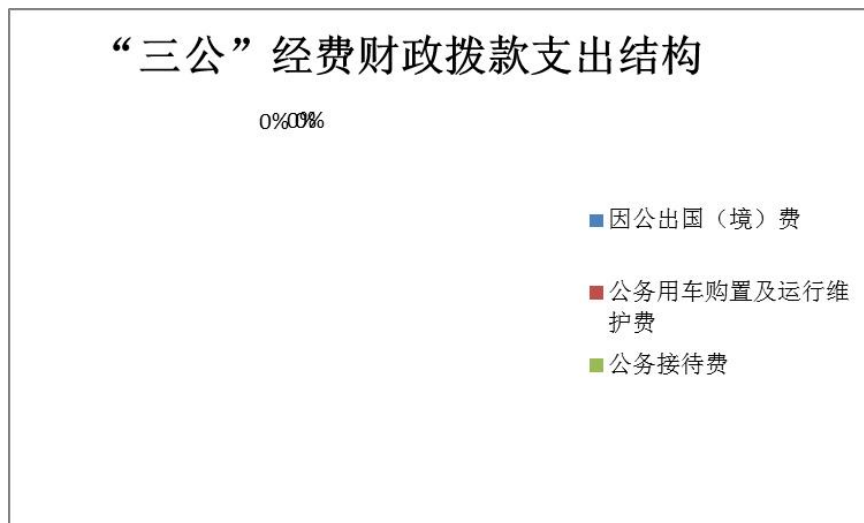 “三公”经费财政拨款支出结构
0%0%0%
因公出国（境）费
公务用车购置及运行维
护费
公务接待费